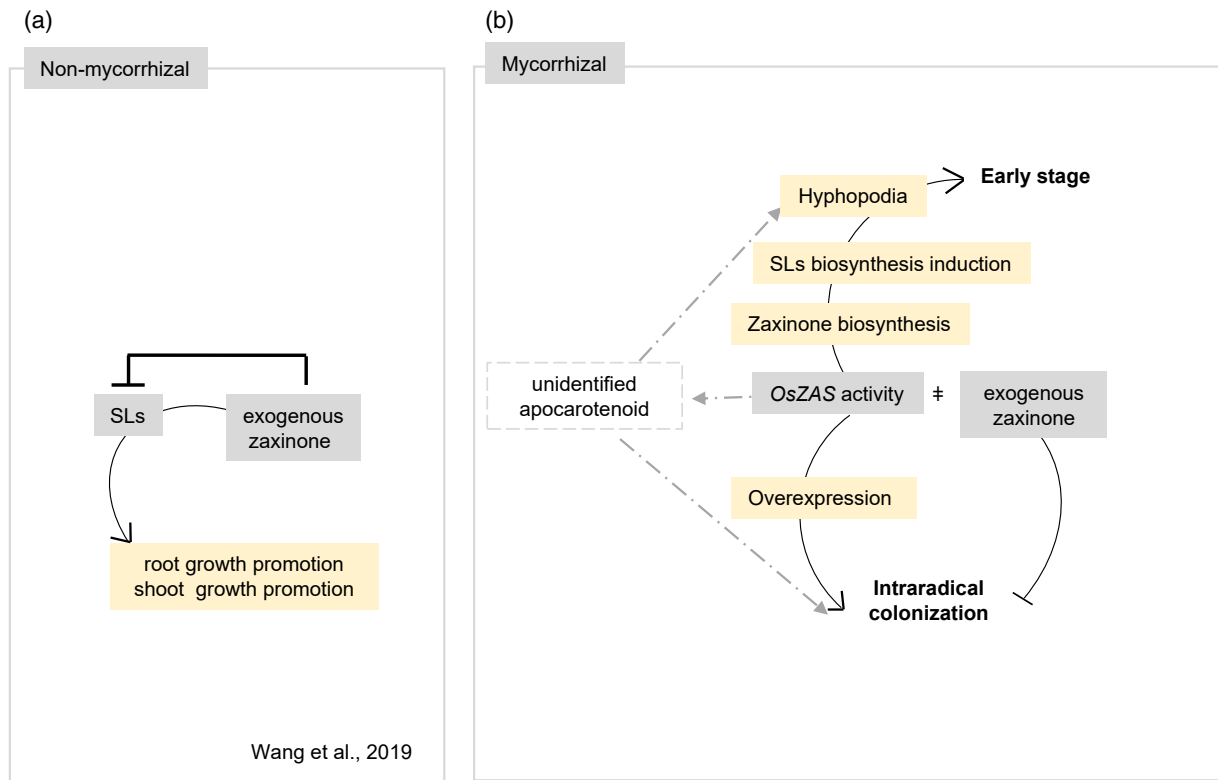 (a)
Non-mycorrhizal
SLs
exogenous
zaxinone
root growth promotion
shoot growth promotion
Wang et al., 2019
(b)
Mycorrhizal
Early stage
Hyphopodia
SLs biosynthesis induction
Zaxinone biosynthesis
unidentified
apocarotenoid
OsZAS activity
ǂ
exogenous
zaxinone
Overexpression
Intraradical
colonization